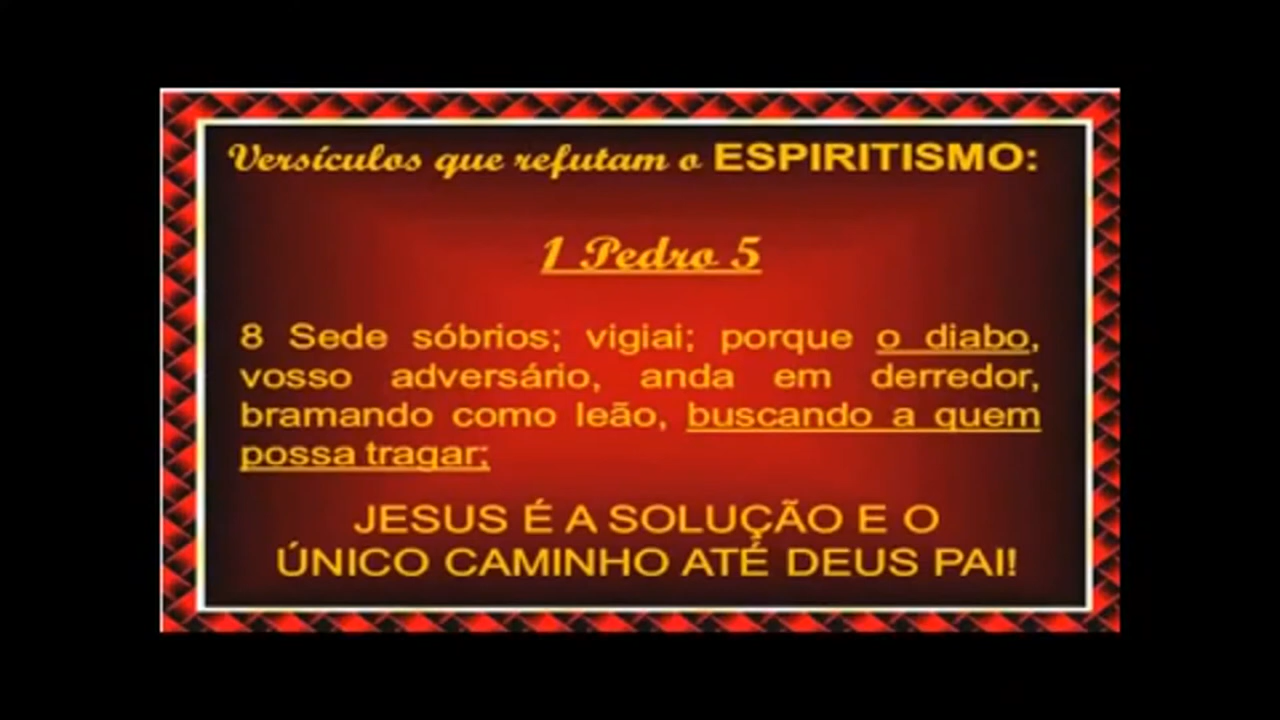 Versículos que refutam o ESPIRITISMO:
1 Pedro 5
8 Sede sóbrios; vigiai; porque o diabo,
vosso adversário, anda em derredor,
bramando como leão, buscando a quem
possa tragar;
JESUS É A SOLUÇÃO E O
ÚNICO CAMINHO ATÉ DEUS PAI!